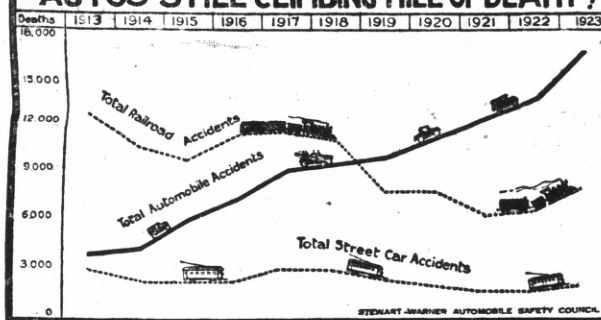 AUTOS STILL CLIMBING HILL OF DEATH!
Deaths 1913 1914 1915 1916 1917 1918 1919 1920 1921 1922 1923
18,000
15.000
12.000
9.000
6,000
3.000
0
Total Railroad Accidents
Total Automobile Accidents
Total Street Car Accidents
STEWART-WARNER AUTOMOBILE SAFETY COUNCIL